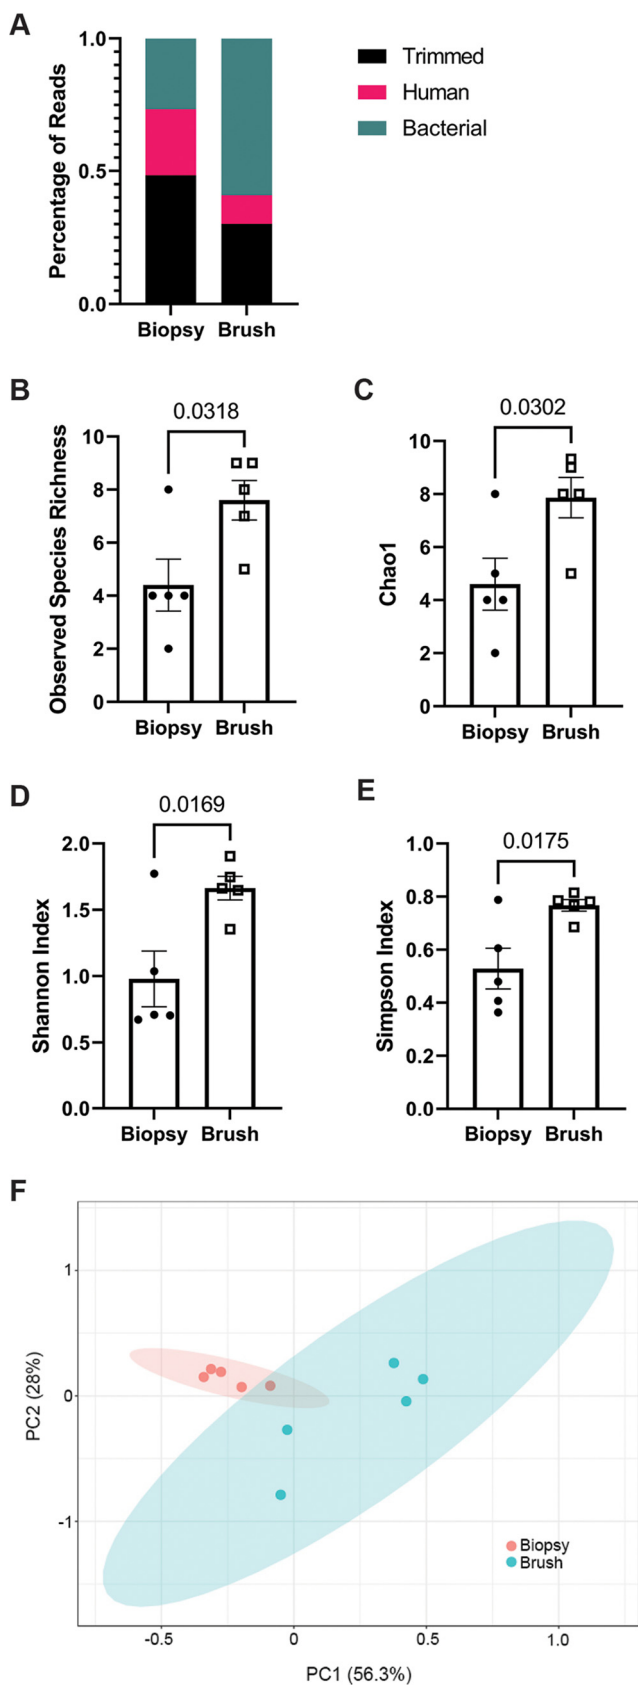 A
Percentage of Reads
1.0
0.5
0.0
Biopsy Brush
Trimmed
Human
Bacterial
B
0.0318
Observed Species Richness
10
8
6
4
2
0
Biopsy Brush
C
0.0302
Chao1
10
8
6
4
2
0
Biopsy Brush
D
0.0169
Shannon Index
2.0
1.5
1.0
0.5
0.0
Biopsy Brush
E
0.0175
Simpson Index
1.0
0.8
0.6
0.4
0.2
0.0
Biopsy Brush
F
PC2 (28%)
1
0
-1
Biopsy
Brush
-0.5 0 0.5 1.0
PC1 (56.3%)